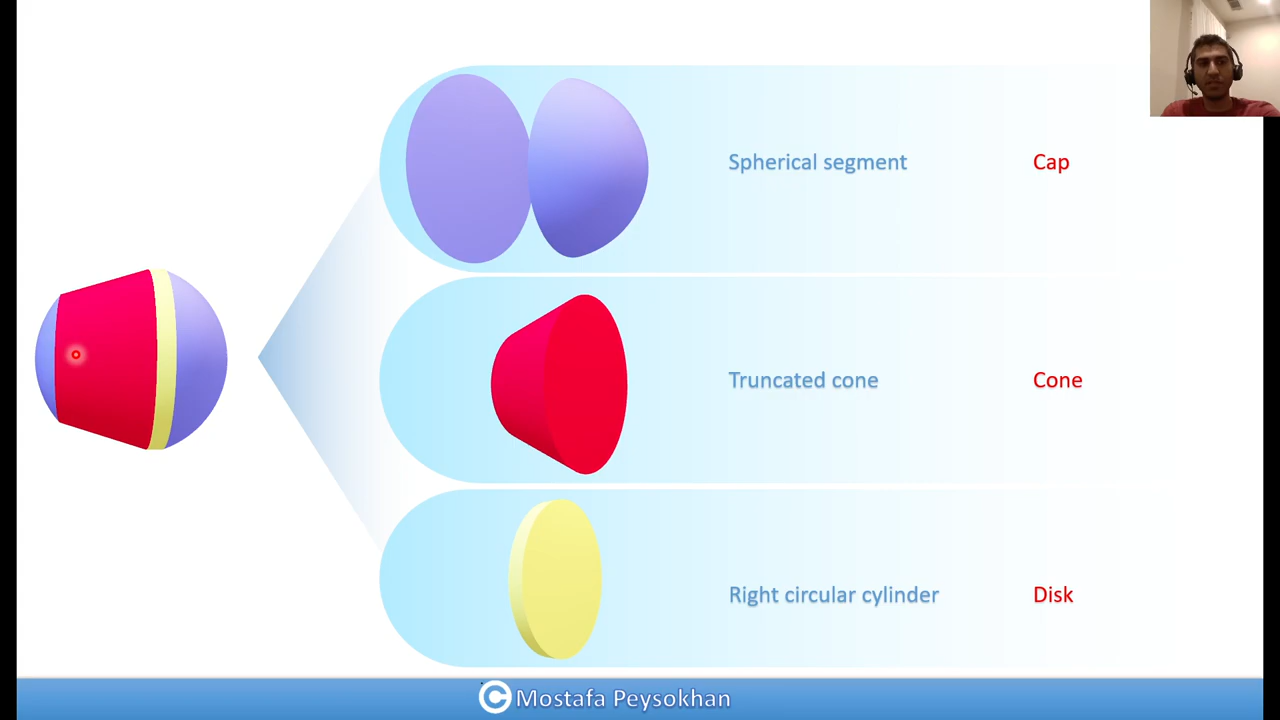 Spherical segment Cap
Truncated cone Cone
Right circular cylinder Disk
© Mostafa Peysokhan